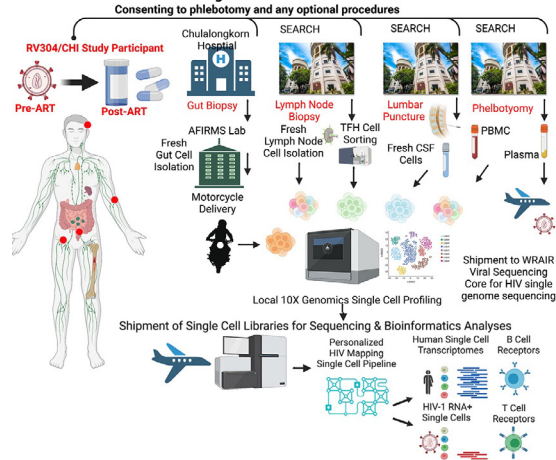 Consenting to phlebotomy and any optional procedures
RV304/CHI Study Participant
Pre-ART
Post-ART
Chulalongkorn
Hosptial
H
Gut Biopsy
AFIRMS Lab
Fresh
Gut Cell
Isolation
Motorcycle
Delivery
SEARCH
Lymph Node
Biopsy
Fresh
Lymph Node
Cell Isolation
TFH Cell
Sorting
SEARCH
Lumbar
Puncture
Fresh CSF
Cells
SEARCH
Phelbotyomy
PBMC
Plasma
Shipment to WRAIR
Viral Sequencing
Core for HIV single
genome sequencing
Local 10X Genomics Single Cell Profiling
Shipment of Single Cell Libraries for Sequencing & Bioinformatics Analyses
Personalized
HIV Mapping
Single Cell Pipeline
Human Single Cell
Transcriptomes
HIV-1 RNA+
Single Cells
B Cell
Receptors
T Cell
Receptors